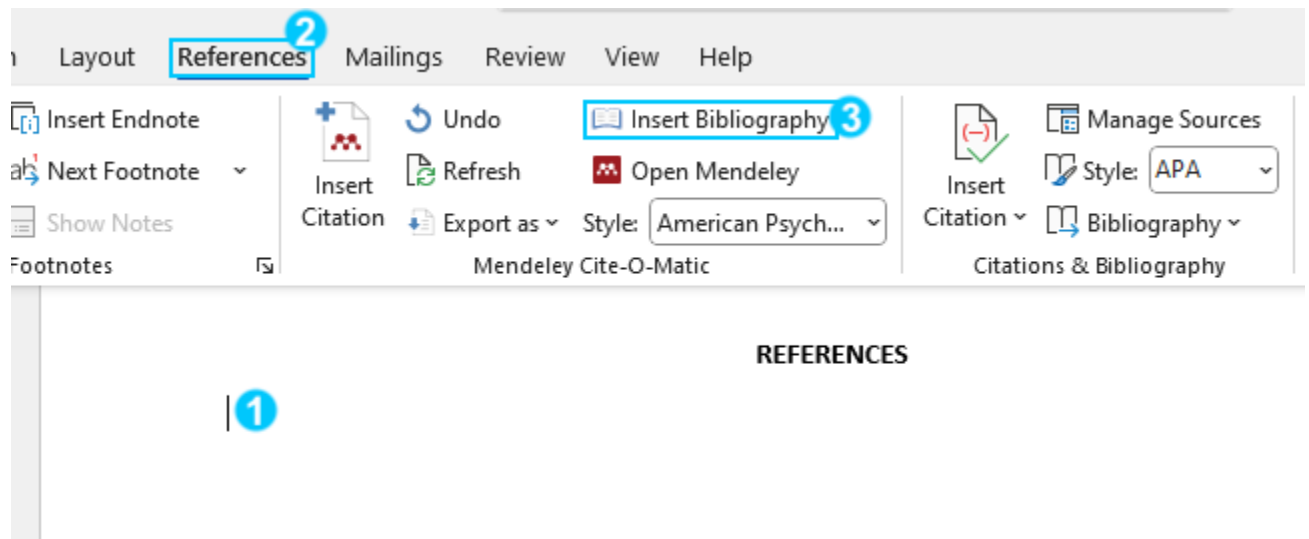 Layout References 2 Mailings Review View Help
Insert Endnote
Next Footnote
Show Notes
Footnotes
Insert
Citation
Undo
Refresh
Export as
Insert Bibliography 3
Open Mendeley
Style: American Psych...
Mendeley Cite-O-Matic
Insert
Citation
Manage Sources
Style: APA
Bibliography
Citations & Bibliography
REFERENCES
1